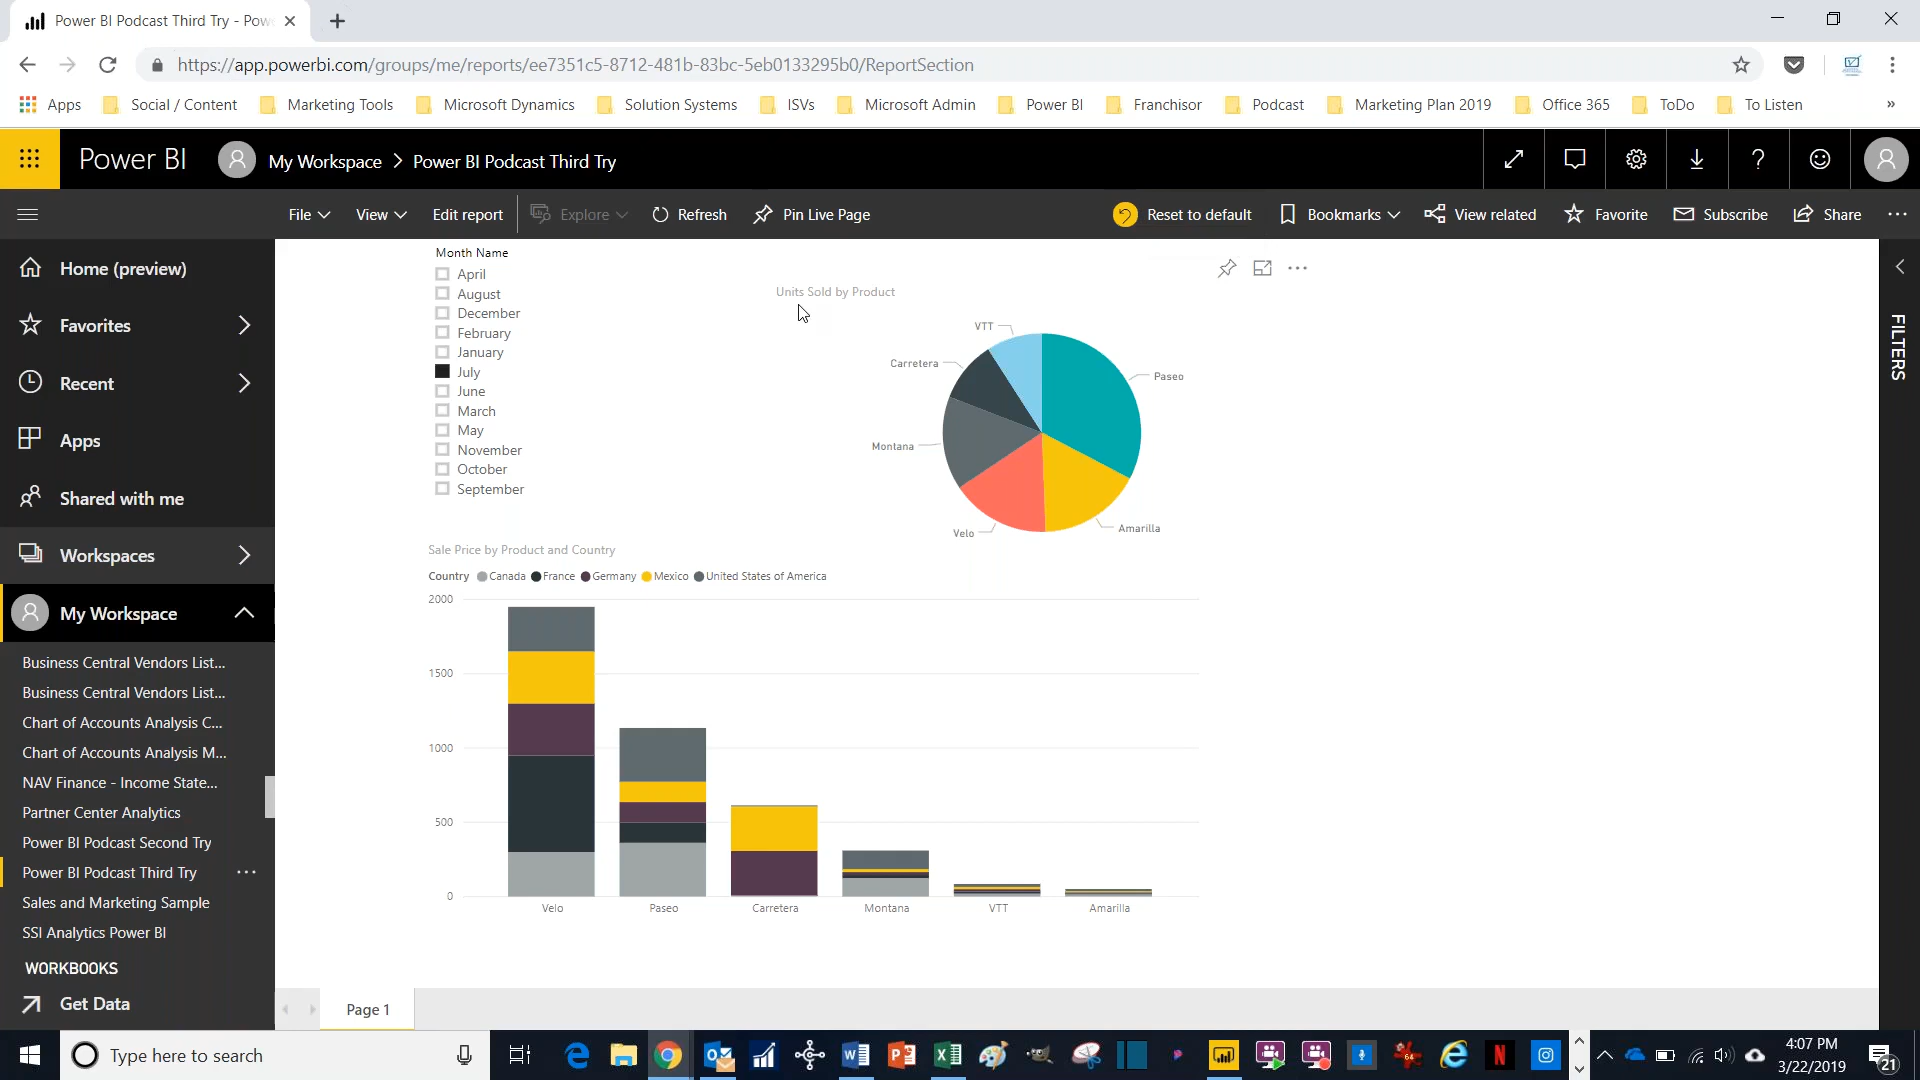 Power BI Podcast Third Try - Pow
https://app.powerbi.com/groups/me/reports/ee7351c5-8712-481b-83bc-5eb0133295b0/ReportSection
Apps Social / Content Marketing Tools Microsoft Dynamics Solution Systems ISVs Microsoft Admin Power BI Franchisor Podcast Marketing Plan 2019 Office 365 ToDo To Listen »
Power BI My Workspace > Power BI Podcast Third Try ?
File View Edit report Explore Refresh Pin Live Page Reset to default Bookmarks View related Favorite Subscribe Share ...
Home (preview)
Favorites
Recent
Apps
Shared with me
Workspaces
My Workspace
Business Central Vendors List...
Business Central Vendors List...
Chart of Accounts Analysis C...
Chart of Accounts Analysis M...
NAV Finance - Income State...
Partner Center Analytics
Power BI Podcast Second Try
Power BI Podcast Third Try ...
Sales and Marketing Sample
SSI Analytics Power BI
WORKBOOKS
Get Data
Month Name
April
August
December
February
January
July
June
March
May
November
October
September
Units Sold by Product
VTT
Carretera
Paseo
Montana
Velo
Amarilla
Sale Price by Product and Country
Country Canada France Germany Mexico United States of America
2000
1500
1000
500
0
Velo Paseo Carretera Montana VTT Amarilla
FILTERS
Page 1
Type here to search
64
4:07 PM
3/22/2019
21